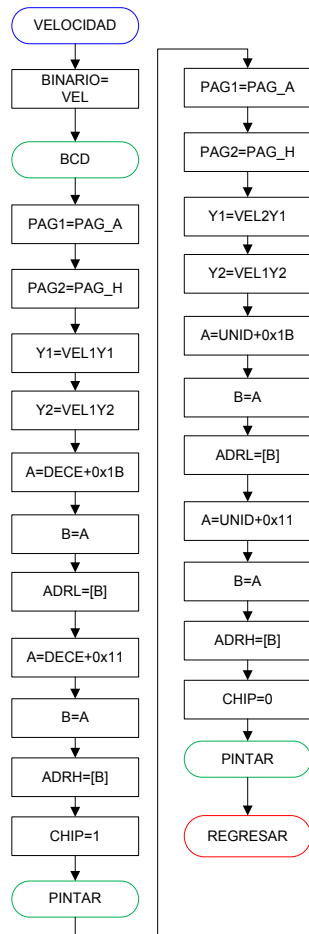 VELOCIDAD
BINARIO=
VEL
BCD
PAG1=PAG_A
PAG2=PAG_H
Y1=VEL1Y1
Y2=VEL1Y2
A=DECE+0x1B
B=A
ADRL=[B]
A=DECE+0x11
B=A
ADRH=[B]
CHIP=1
PINTAR
PAG1=PAG_A
PAG2=PAG_H
Y1=VEL2Y1
Y2=VEL1Y2
A=UNID+0x1B
B=A
ADRL=[B]
A=UNID+0x11
B=A
ADRH=[B]
CHIP=0
PINTAR
REGRESAR